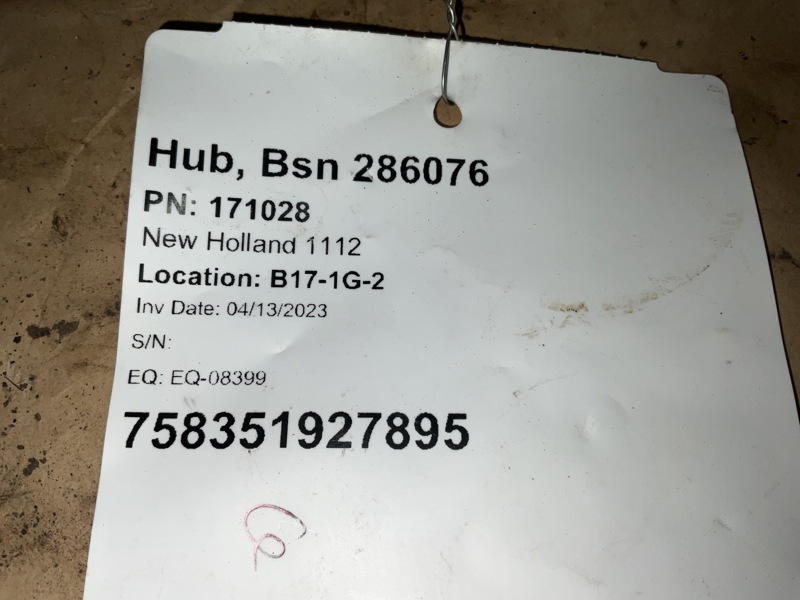 Hub, Bsn 286076
PN: 171028
New Holland 1112
Location: B17-1G-2
Inv Date: 04/13/2023
S/N:
EQ: EQ-08399
758351927895